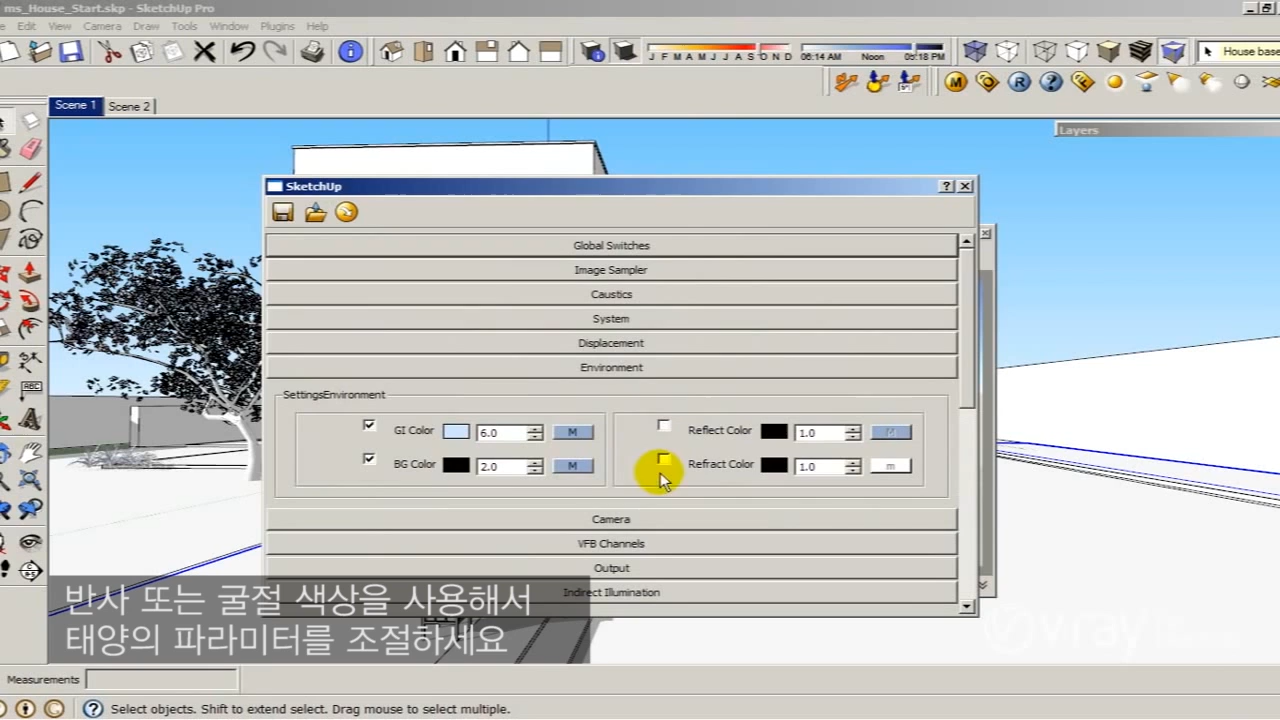 ms_House_Start.skp - SketchUp Pro
Edit View Camera Draw Tools Window Plugins Help
J F M A M J J A S O N D 06:14 AM Noon 05:18 PM House base
M R ?
Scene 1 Scene 2
Layers
SketchUp
Global Switches
Image Sampler
Caustics
System
Displacement
Environment
SettingsEnvironment
GI Color 6.0 M Reflect Color 1.0 M
BG Color 2.0 M Refract Color 1.0 m
Camera
VFB Channels
Output
Indirect Illumination
ABC
반사 또는 굴절 색상을 사용해서
태양의 파라미터를 조절하세요
vray
Measurements
Select objects. Shift to extend select. Drag mouse to select multiple.